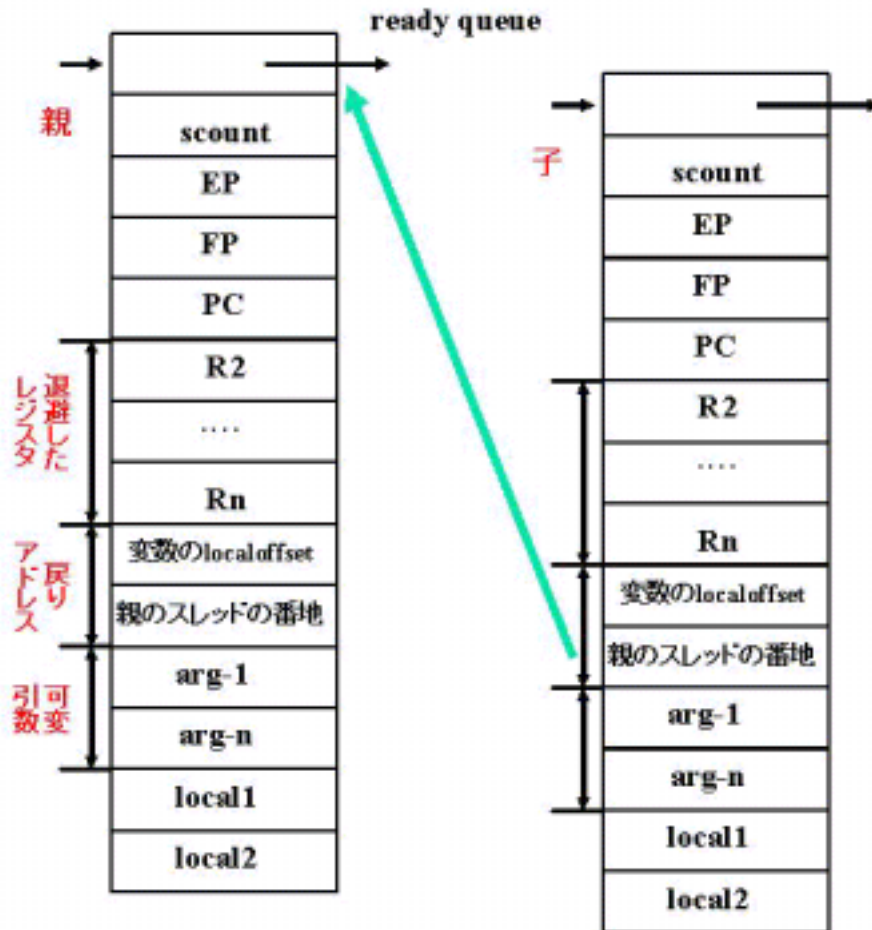 ready queue
親
scount
EP
FP
PC
R2
....
Rn
変数のlocaloffset
親のスレッドの番地
arg-1
arg-n
local1
local2
退避した
レジスタ
戻り
アドレス
可変
引数
子
scount
EP
FP
PC
R2
....
Rn
変数のlocaloffset
親のスレッドの番地
arg-1
arg-n
local1
local2